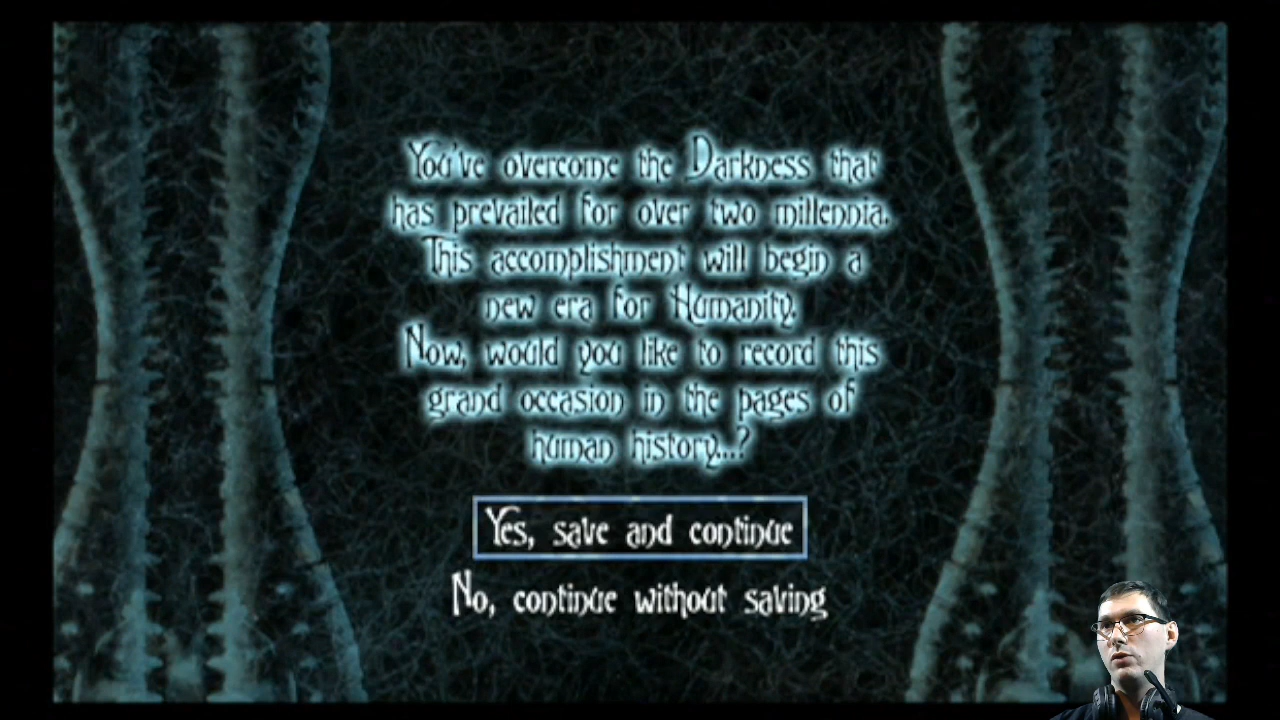 You've overcome the Darkness that
has prevailed for over two millennia.
This accomplishment will begin a
new era for Humanity.
Now, would you like to record this
grand occasion in the pages of
human history...?
Yes, save and continue
No, continue without saving